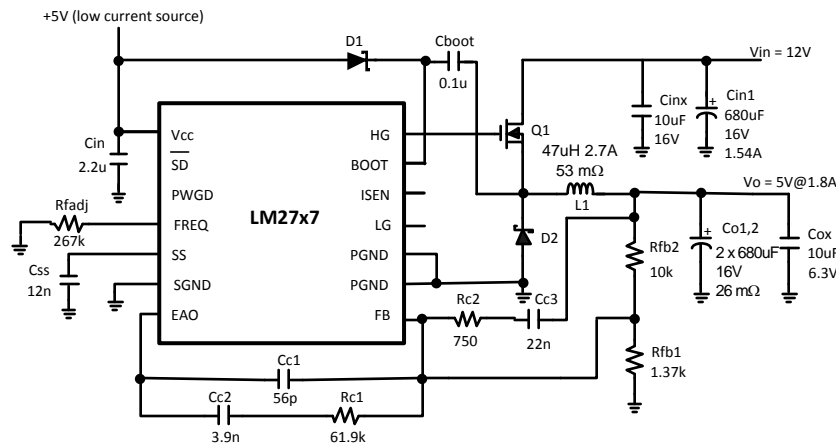 +5V (low current source)
D1
Cboot
0.1u
Vin = 12V
Cinx
10uF
16V
Cin1
+
680uF
16V
1.54A
Cin
2.2u
Vcc
SD
PWGD
FREQ
SS
SGND
EAO
LM27x7
HG
BOOT
ISEN
LG
PGND
PGND
FB
Q1
47uH 2.7A
53 mΩ
L1
Vo = 5V@1.8A
D2
Rfadj
267k
Css
12n
Rfb2
10k
+
Co1,2
2 x 680uF
16V
26 mΩ
Cox
10uF
6.3V
Rc2
750
Cc3
22n
Rfb1
1.37k
Cc1
56p
Cc2
3.9n
Rc1
61.9k